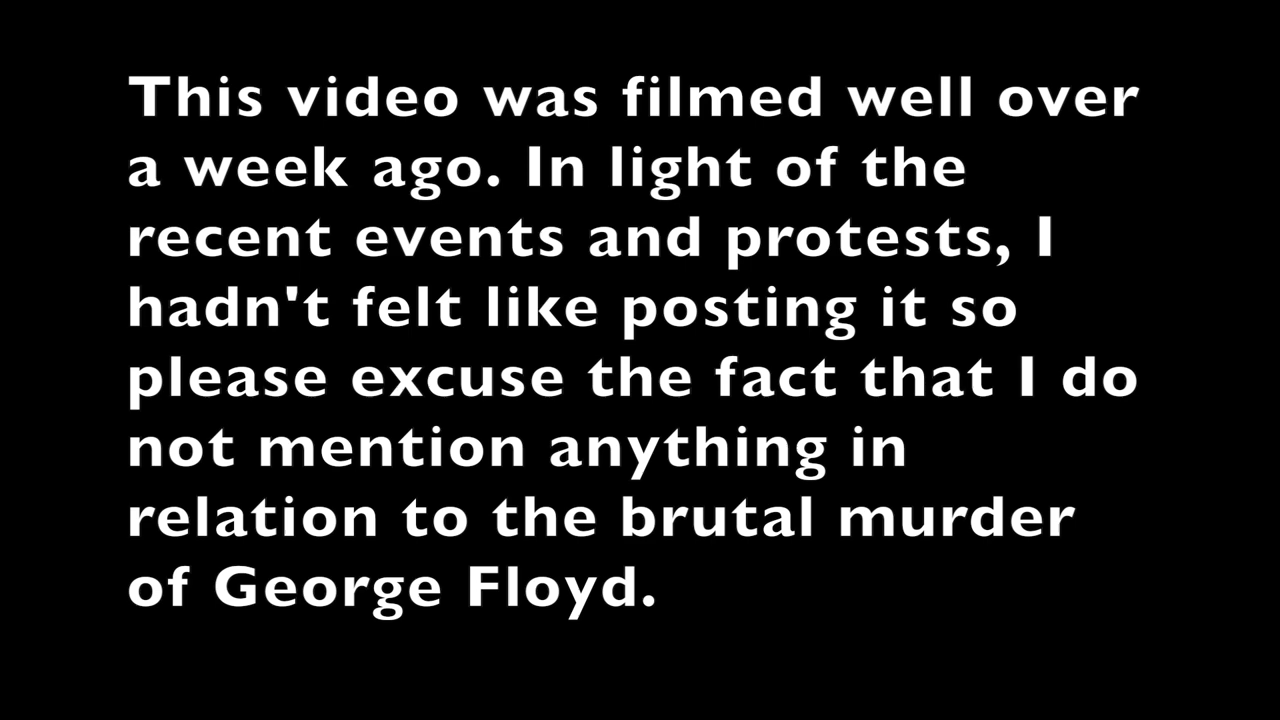 This video was filmed well over
a week ago. In light of the
recent events and protests, I
hadn't felt like posting it so
please excuse the fact that I do
not mention anything in
relation to the brutal murder
of George Floyd.